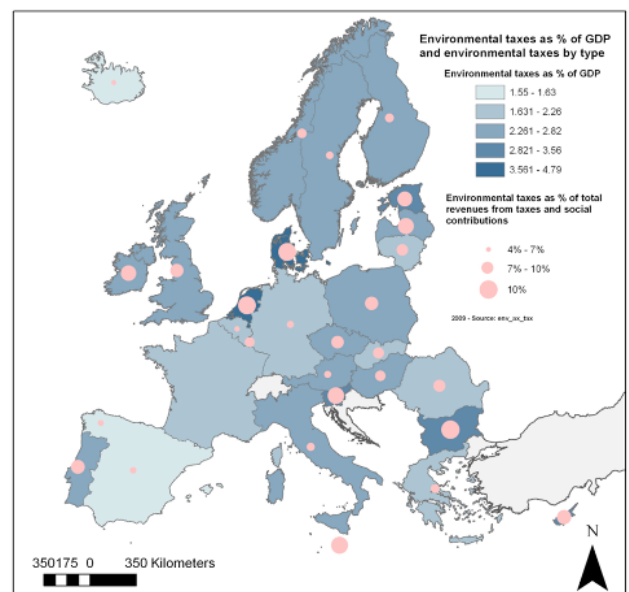 Environmental taxes as % of GDP
and environmental taxes by type
Environmental taxes as % of GDP
1.55 - 1.63
1.631 - 2.26
2.261 - 2.82
2.821 - 3.56
3.561 - 4.79
Environmental taxes as % of total
revenues from taxes and social
contributions
4% - 7%
7% - 10%
10%
2009 - Source: env_ac_tax
N
350175 0 350 Kilometers